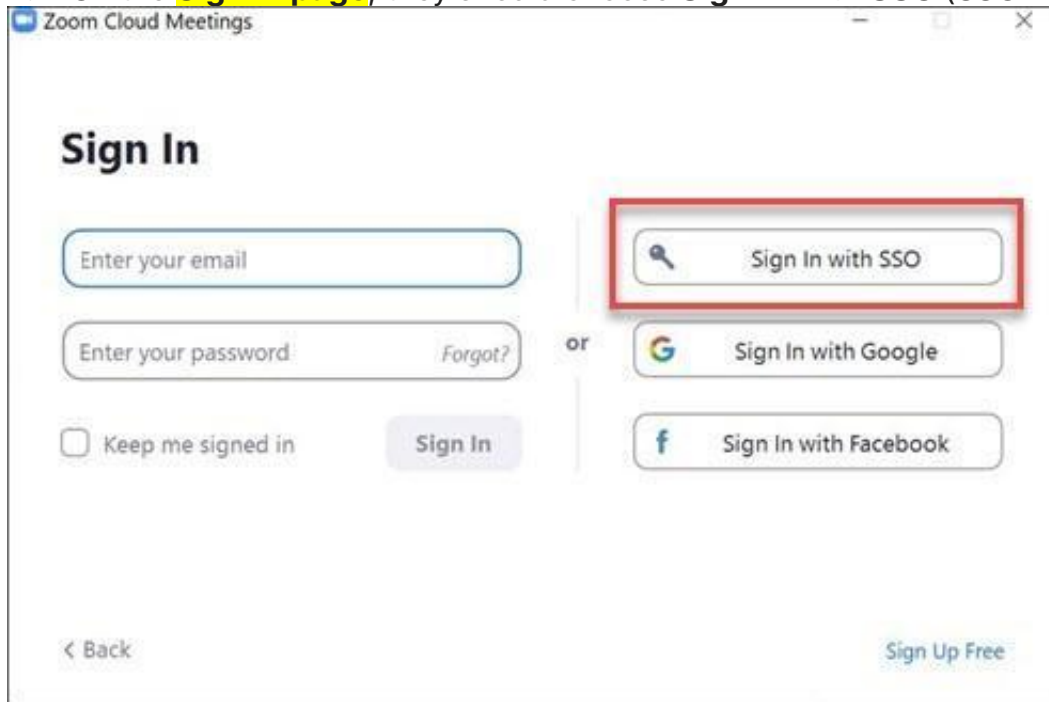 Zoom Cloud Meetings
Sign In
Enter your email
Enter your password Forgot?
Keep me signed in
Sign In
or
Sign In with SSO
Sign In with Google
Sign In with Facebook
< Back
Sign Up Free